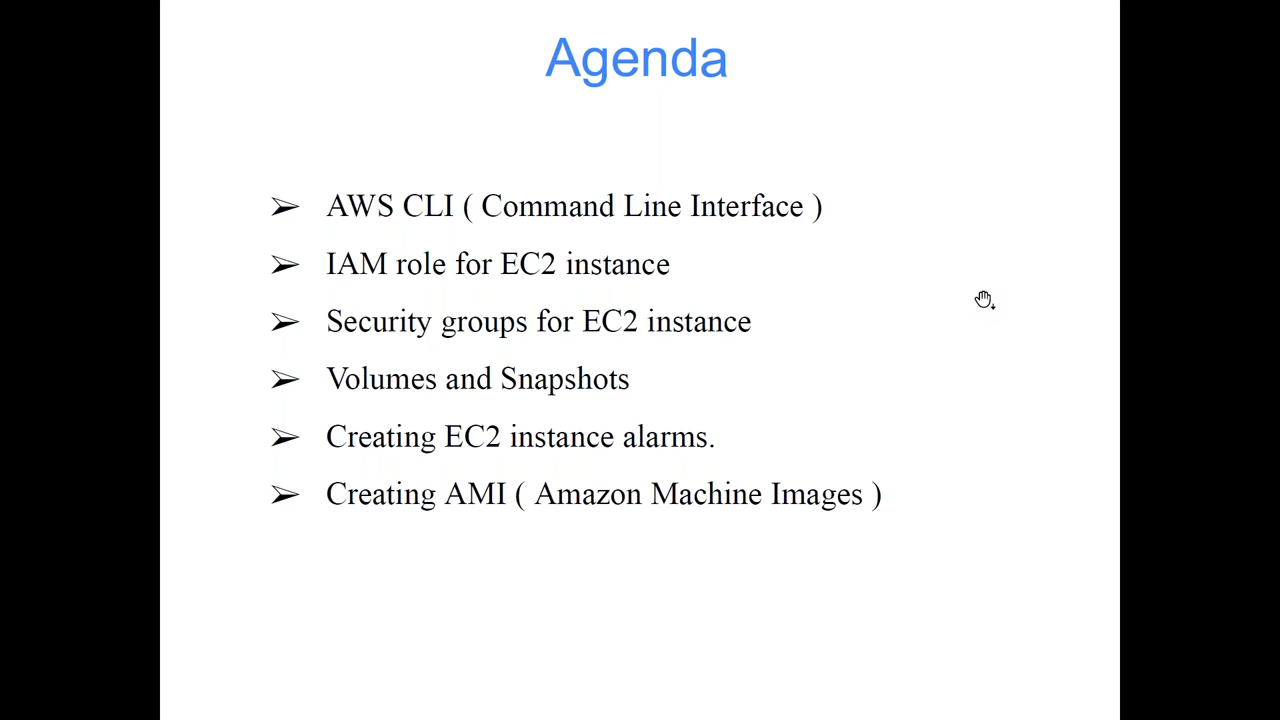 Agenda
➢ AWS CLI ( Command Line Interface )
➢ IAM role for EC2 instance
➢ Security groups for EC2 instance
➢ Volumes and Snapshots
➢ Creating EC2 instance alarms.
➢ Creating AMI ( Amazon Machine Images )